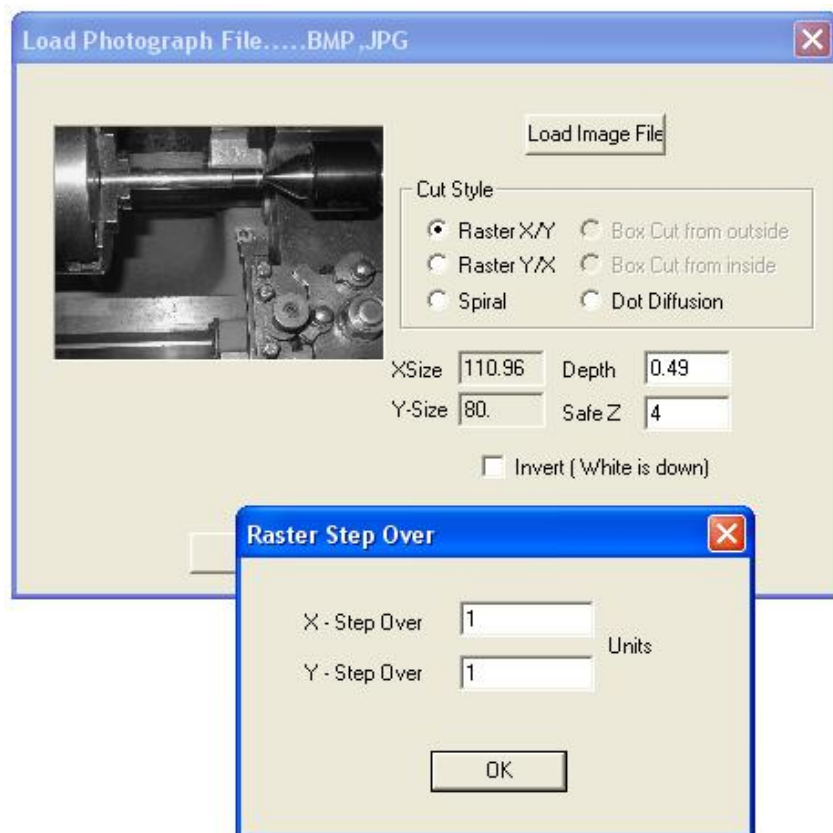 Load Photograph File.....BMP,JPG
Load Image File
Cut Style
Raster X/Y
Box Cut from outside
Raster Y/X
Box Cut from inside
Spiral
Dot Diffusion
XSize 110.96 Depth 0.49
Y-Size 80. Safe Z 4
Invert ( White is down)
Raster Step Over
X - Step Over 1
Units
Y - Step Over 1
OK